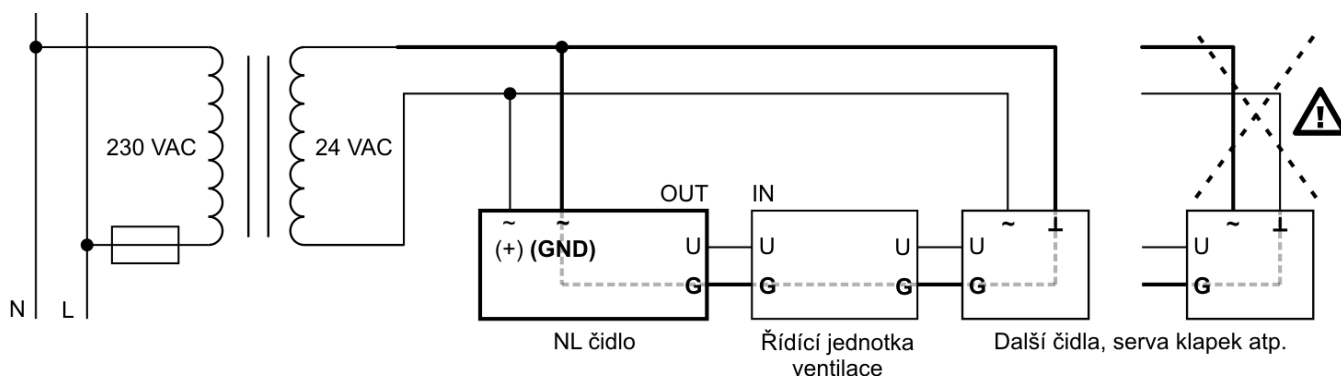 230 VAC
24 VAC
N
L
OUT
IN
~
~
(+) (GND)
U
G
U
G
U
G
~
⊥
U
G
~
⊥
U
G
NL čidlo
Řídící jednotka
ventilace
Další čidla, serva klapek atp.
!